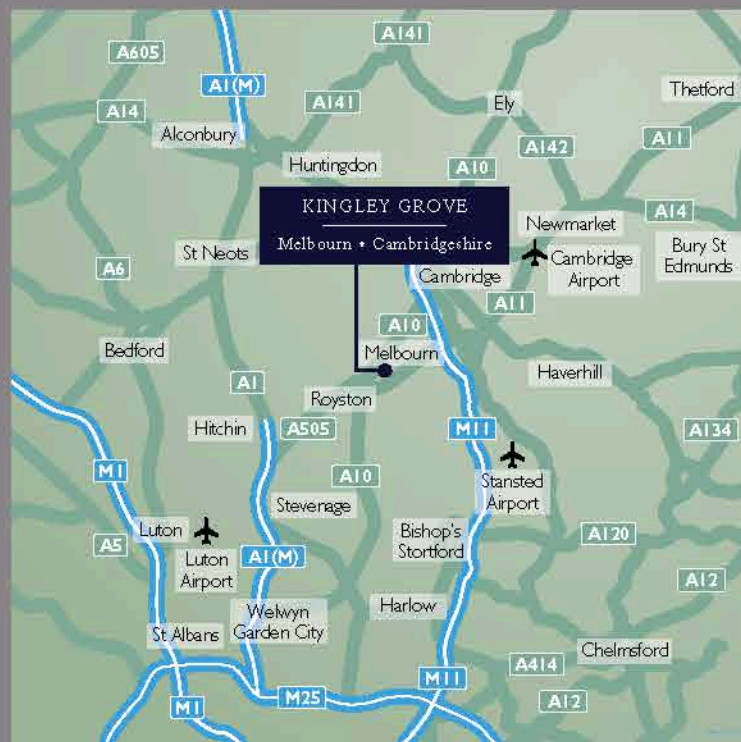 A141
A605
A1(M)
Thetford
A14
A141
Ely
Alconbury
A142
A11
Huntingdon
A10
KINGLEY GROVE
Melbourn • Cambridgeshire
A14
Newmarket
St Neots
Bury St
Edmunds
A6
Cambridge
Cambridge
Airport
A11
A10
Bedford
Melbourn
Haverhill
A1
Royston
Hitchin
A505
M11
A134
M1
A10
Stansted
Airport
Stevenage
Luton
A5
Luton
Airport
A1(M)
Bishop's
Stortford
A120
A12
Harlow
Welwyn
Garden City
St Albans
Chelmsford
A414
M11
M1
M25
A12